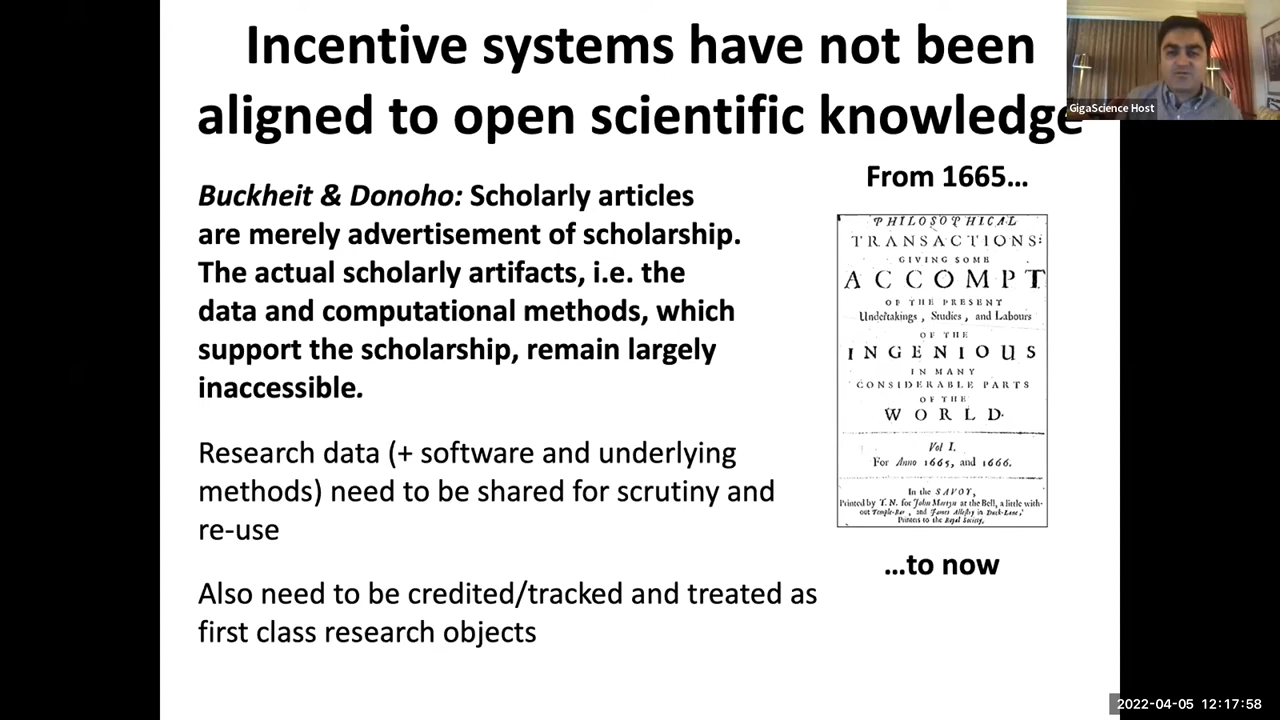 Incentive systems have not been
aligned to open scientific knowledge
GigaScience Host
Buckheit & Donoho: Scholarly articles
are merely advertisement of scholarship.
The actual scholarly artifacts, i.e. the
data and computational methods, which
support the scholarship, remain largely
inaccessible.
Research data (+ software and underlying
methods) need to be shared for scrutiny and
re-use
Also need to be credited/tracked and treated as
first class research objects
From 1665…
PHILOSOPHICAL
TRANSACTIONS:
GIVING SOME
ACCOMPT
OF THE PRESENT
Undertakings, Studies, and Labours
OF THE
INGENIOUS
IN MANY
CONSIDERABLE PARTS
OF THE
WORLD.
Vol I.
For Anno 1665, and 1666.
In the SAVOY,
Printed by T. N. for John Martyn at the Bell, a little with-
out Temple-Bar, and James Allestry in Duck-Lane,
Printers to the Royal Society.
…to now
2022-04-05 12:17:58